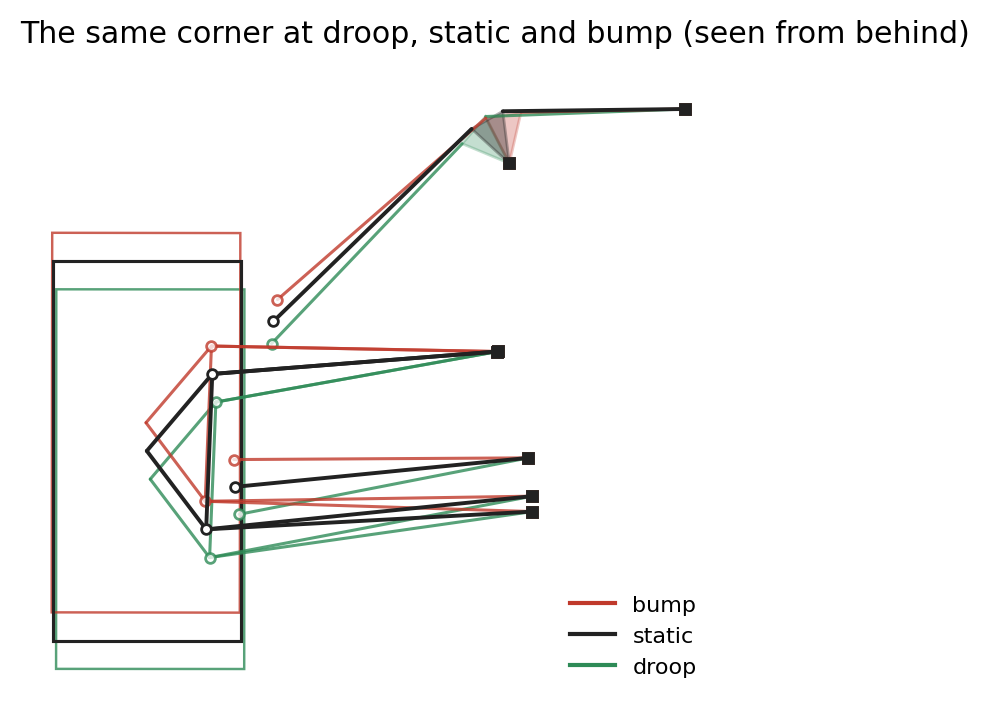 The same corner at droop, static and bump (seen from behind)
bump
static
droop